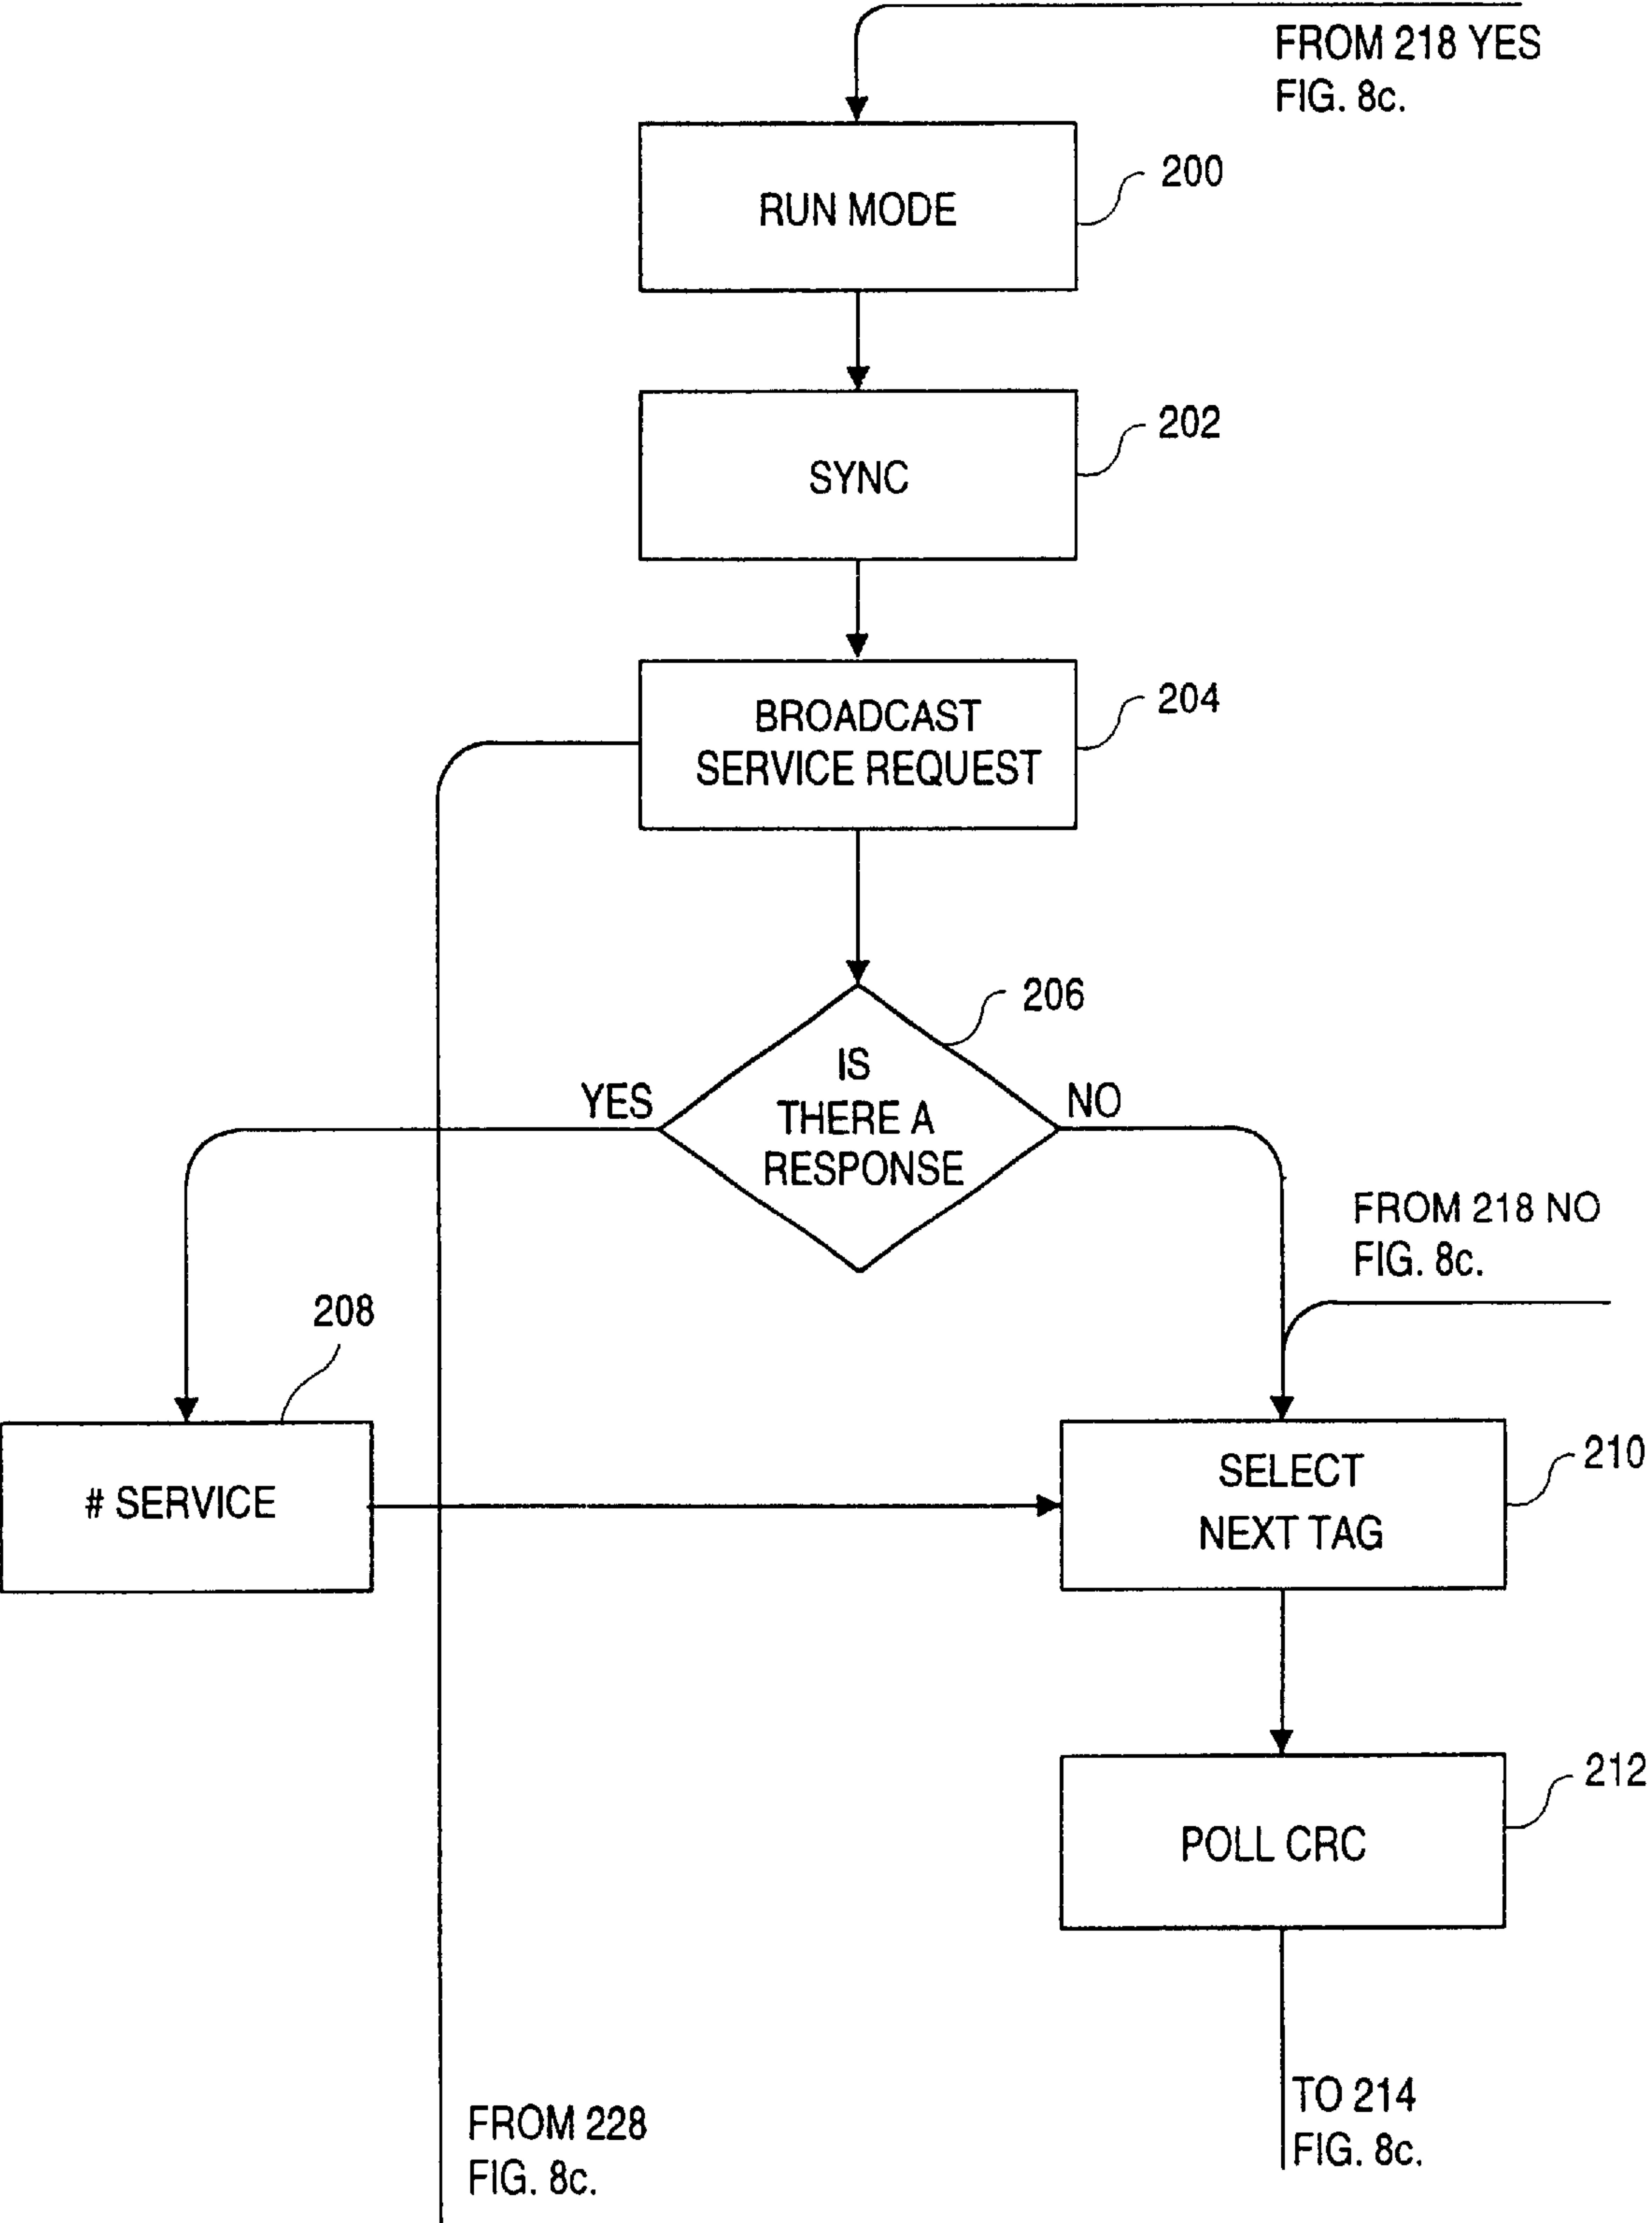 FROM 218 YES
FIG. 8c.
RUN MODE
200
SYNC
202
BROADCAST
SERVICE REQUEST
204
206
IS
THERE A
RESPONSE
YES
NO
FROM 218 NO
FIG. 8c.
208
# SERVICE
SELECT
NEXT TAG
210
POLL CRC
212
FROM 228
FIG. 8c.
TO 214
FIG. 8c.